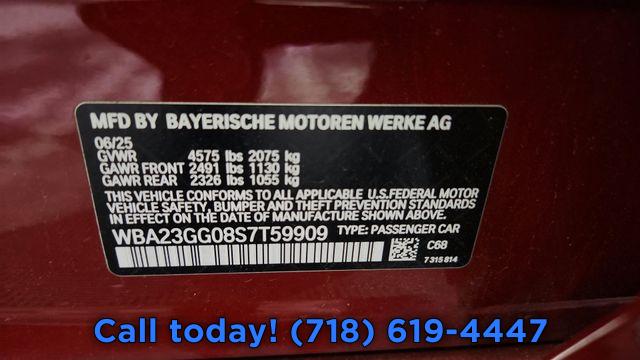 MFD BY BAYERISCHE MOTOREN WERKE AG
06/25
GVWR 4575 lbs 2075 kg
GAWR FRONT 2491 lbs 1130 kg
GAWR REAR 2326 lbs 1055 kg
THIS VEHICLE CONFORMS TO ALL APPLICABLE U.S.FEDERAL MOTOR
VEHICLE SAFETY, BUMPER AND THEFT PREVENTION STANDARDS
IN EFFECT ON THE DATE OF MANUFACTURE SHOWN ABOVE.
WBA23GG08S7T59909 TYPE: PASSENGER CAR
C68
7 315 814
Call today! (718) 619-4447